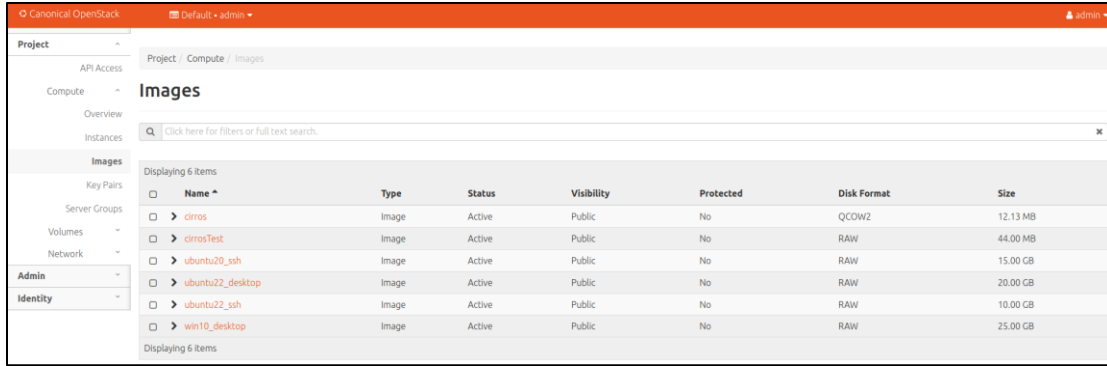 Canonical OpenStack Default • admin admin
Project
API Access
Compute
Overview
Instances
Images
Key Pairs
Server Groups
Volumes
Network
Admin
Identity
Project / Compute / Images
Images
Click here for filters or full text search.
Displaying 6 items
Name Type Status Visibility Protected Disk Format Size
cirros Image Active Public No QCOW2 12.13 MB
cirrosTest Image Active Public No RAW 44.00 MB
ubuntu20_ssh Image Active Public No RAW 15.00 GB
ubuntu22_desktop Image Active Public No RAW 20.00 GB
ubuntu22_ssh Image Active Public No RAW 10.00 GB
win10_desktop Image Active Public No RAW 25.00 GB
Displaying 6 items